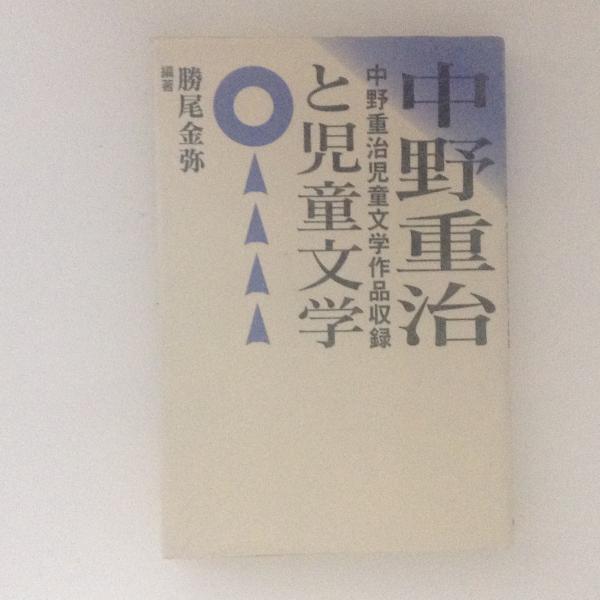 中野重治
中野重治児童文学作品収録
と児童文学
勝尾金弥
編著